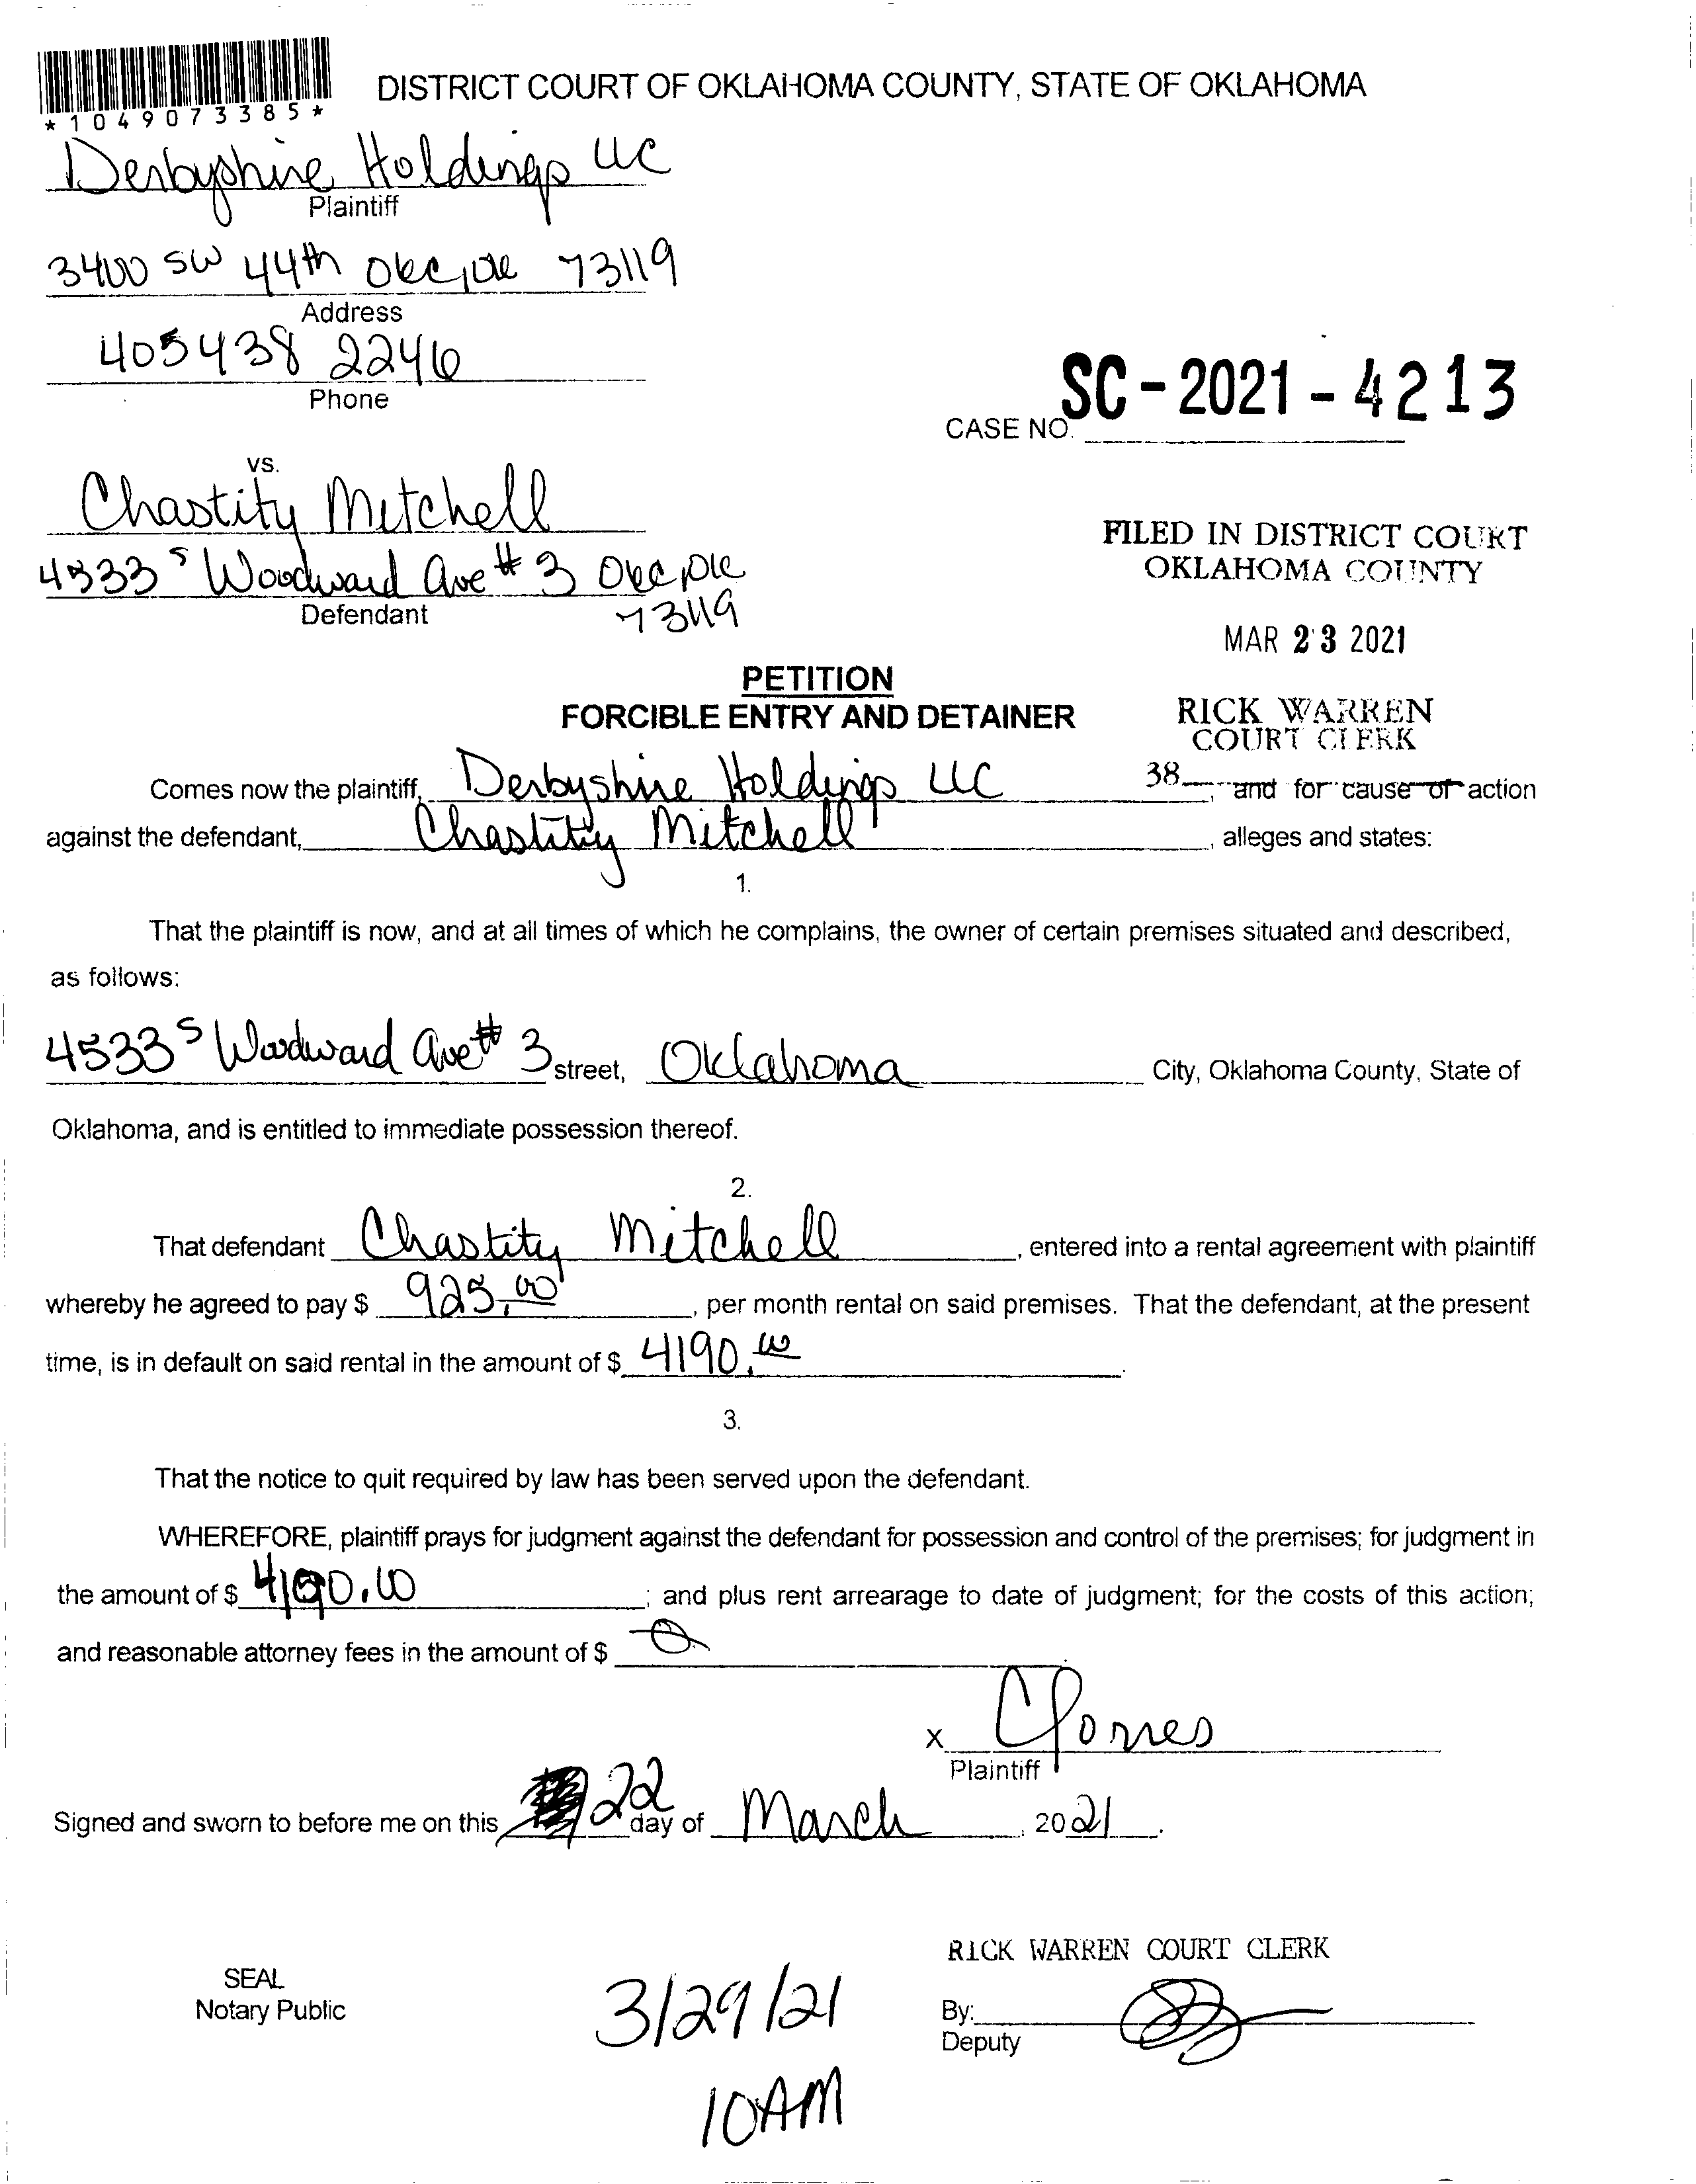 *1049073385*
DISTRICT COURT OF OKLAHOMA COUNTY, STATE OF OKLAHOMA
Derbyshire Holdings LLC
Plaintiff
3400 SW 44th OKC, OK 73119
Address
405 438 2246
Phone
SC-2021-4213
CASE NO.
vs.
Chastity Mitchell
4533 S Woodward Ave # 3 OKC, OK
73119
Defendant
FILED IN DISTRICT COURT
OKLAHOMA COUNTY
MAR 23 2021
RICK WARREN
COURT CLERK
38
PETITION
FORCIBLE ENTRY AND DETAINER
Comes now the plaintiff, Derbyshire Holdings LLC, and for cause of action
against the defendant, Chastity Mitchell, alleges and states:
1.
That the plaintiff is now, and at all times of which he complains, the owner of certain premises situated and described,
as follows:
4533 S Woodward Ave # 3 street, Oklahoma City, Oklahoma County, State of
Oklahoma, and is entitled to immediate possession thereof.
2.
That defendant Chastity Mitchell, entered into a rental agreement with plaintiff
whereby he agreed to pay $ 925.00, per month rental on said premises. That the defendant, at the present
time, is in default on said rental in the amount of $ 4190.00.
3.
That the notice to quit required by law has been served upon the defendant.
WHEREFORE, plaintiff prays for judgment against the defendant for possession and control of the premises; for judgment in
the amount of $ 4190.00; and plus rent arrearage to date of judgment; for the costs of this action;
and reasonable attorney fees in the amount of $ 0.
x
Plaintiff
Signed and sworn to before me on this 22 day of March, 2021.
RICK WARREN COURT CLERK
SEAL
Notary Public
3/29/21
10AM
By:
Deputy